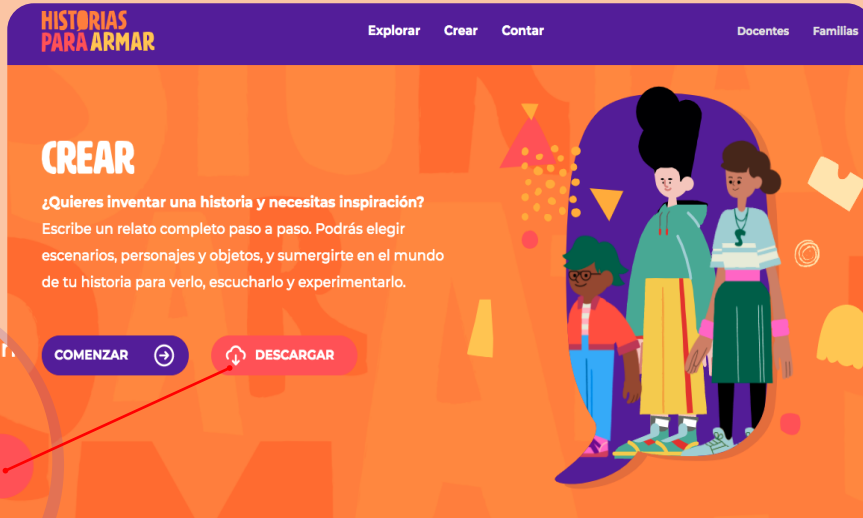 HISTORIAS
PARA ARMAR
Explorar Crear Contar
Docentes Familias
CREAR
¿Quieres inventar una historia y necesitas inspiración?
Escribe un relato completo paso a paso. Podrás elegir
escenarios, personajes y objetos, y sumergirte en el mundo
de tu historia para verlo, escucharlo y experimentarlo.
COMENZAR
DESCARGAR